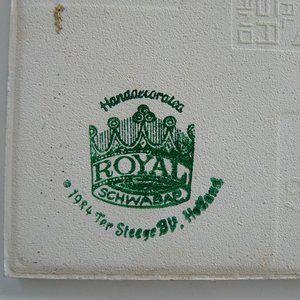 Handdecorated
ROYAL
SCHWABAP
© 1984 Ter Steege BV. Holland